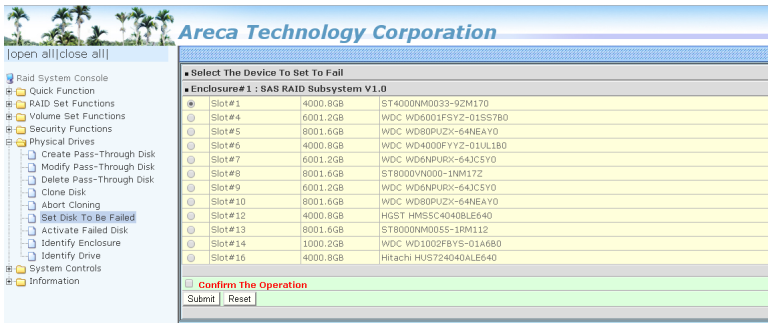 Areca Technology Corporation
|open all|close all|
Raid System Console
Quick Function
RAID Set Functions
Volume Set Functions
Security Functions
Physical Drives
Create Pass-Through Disk
Modify Pass-Through Disk
Delete Pass-Through Disk
Clone Disk
Abort Cloning
Set Disk To Be Failed
Activate Failed Disk
Identify Enclosure
Identify Drive
System Controls
Information
Select The Device To Set To Fail
Enclosure#1 : SAS RAID Subsystem V1.0
Slot#1 4000.8GB ST4000NM0033-9ZM170
Slot#4 6001.2GB WDC WD6001FSYZ-01SS7B0
Slot#5 8001.6GB WDC WD80PUZX-64NEAY0
Slot#6 4000.8GB WDC WD4000FYYZ-01UL1B0
Slot#7 6001.2GB WDC WD6NPURX-64JC5Y0
Slot#8 8001.6GB ST8000VN000-1NM17Z
Slot#9 6001.2GB WDC WD6NPURX-64JC5Y0
Slot#10 8001.6GB WDC WD80PUZX-64NEAY0
Slot#12 4000.8GB HGST HMS5C4040BLE640
Slot#13 8001.6GB ST8000NM0055-1RM112
Slot#14 1000.2GB WDC WD1002FBYS-01A6B0
Slot#16 4000.8GB Hitachi HUS724040ALE640
Confirm The Operation
Submit Reset